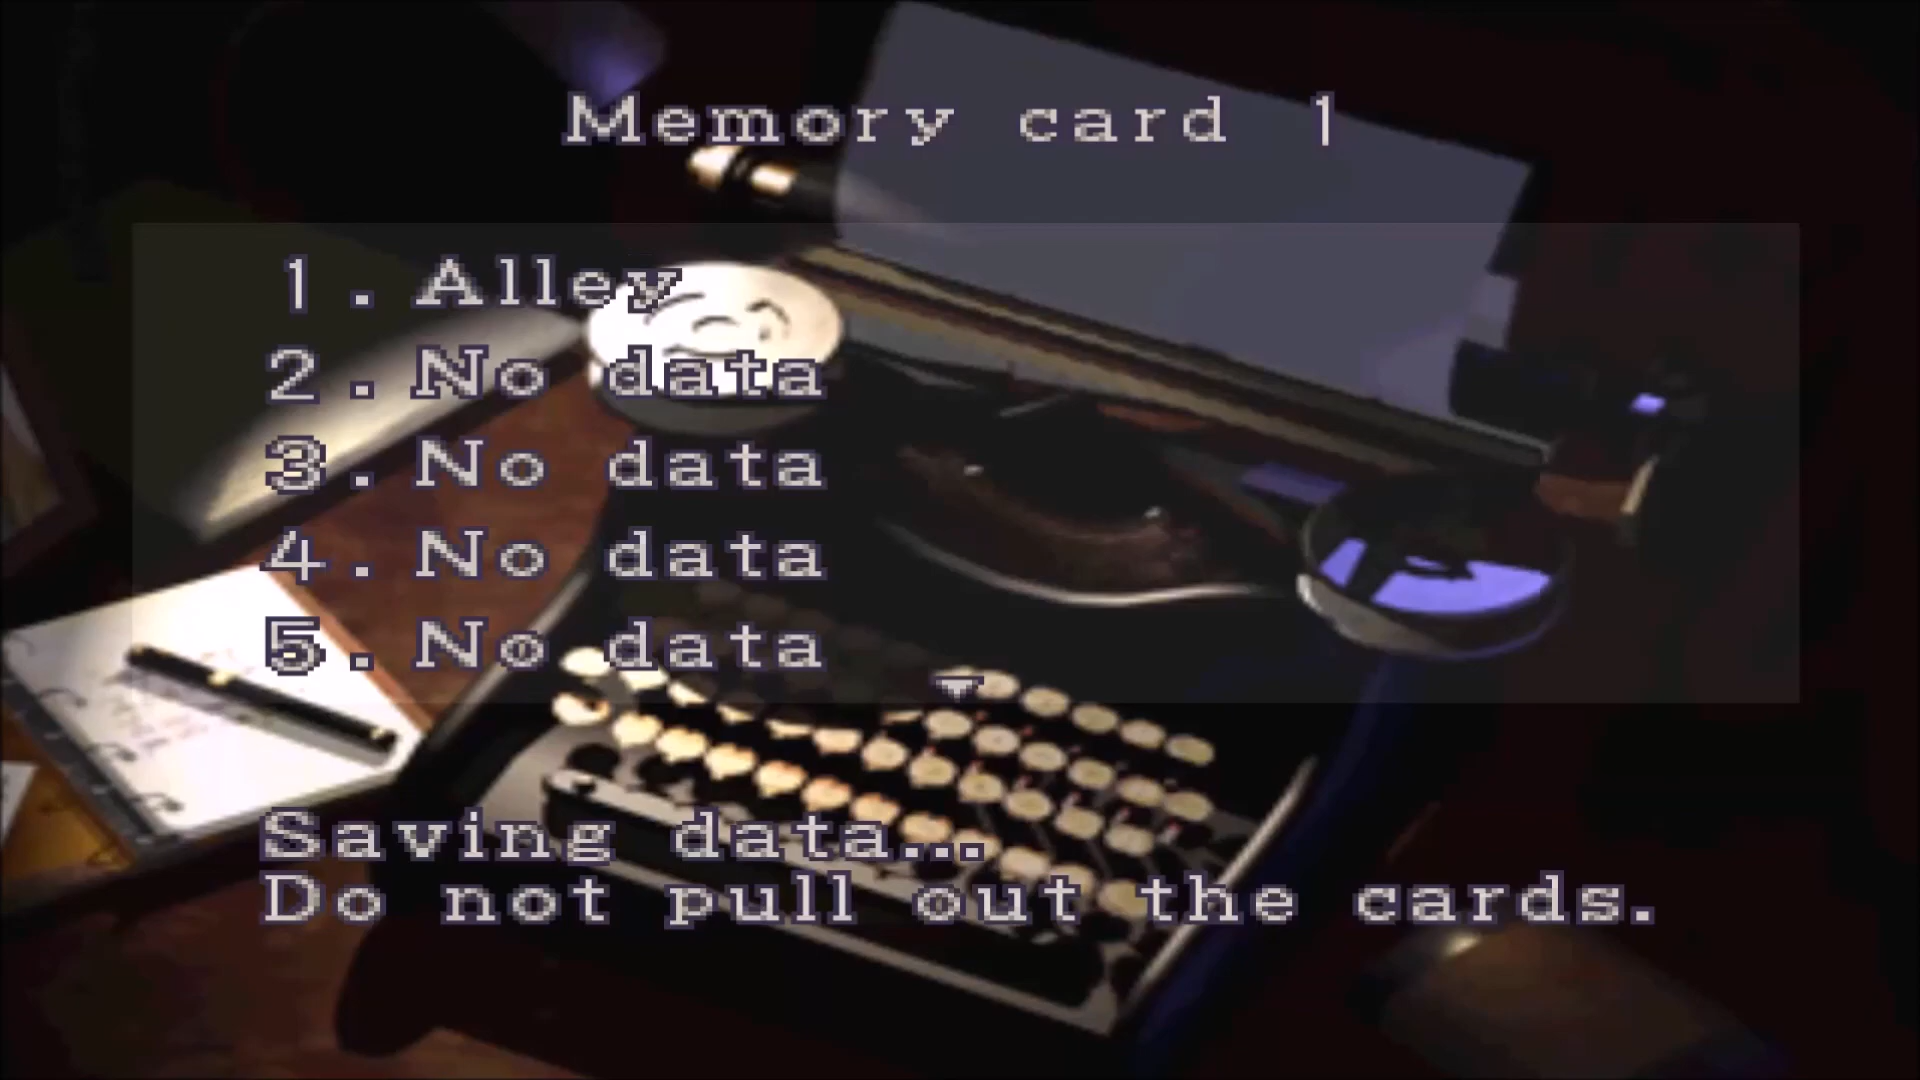 Memory card 1
1. Alley
2. No data
3. No data
4. No data
5. No data
Saving data...
Do not pull out the cards.